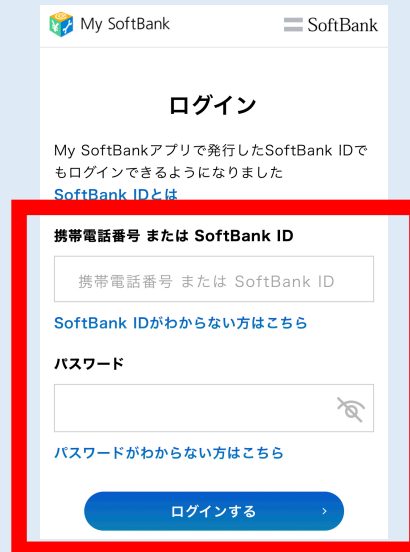 My SoftBank
SoftBank
ログイン
My SoftBankアプリで発行したSoftBank IDで
もログインできるようになりました
SoftBank IDとは
携帯電話番号 または SoftBank ID
携帯電話番号 または SoftBank ID
SoftBank IDがわからない方はこちら
パスワード
パスワードがわからない方はこちら
ログインする